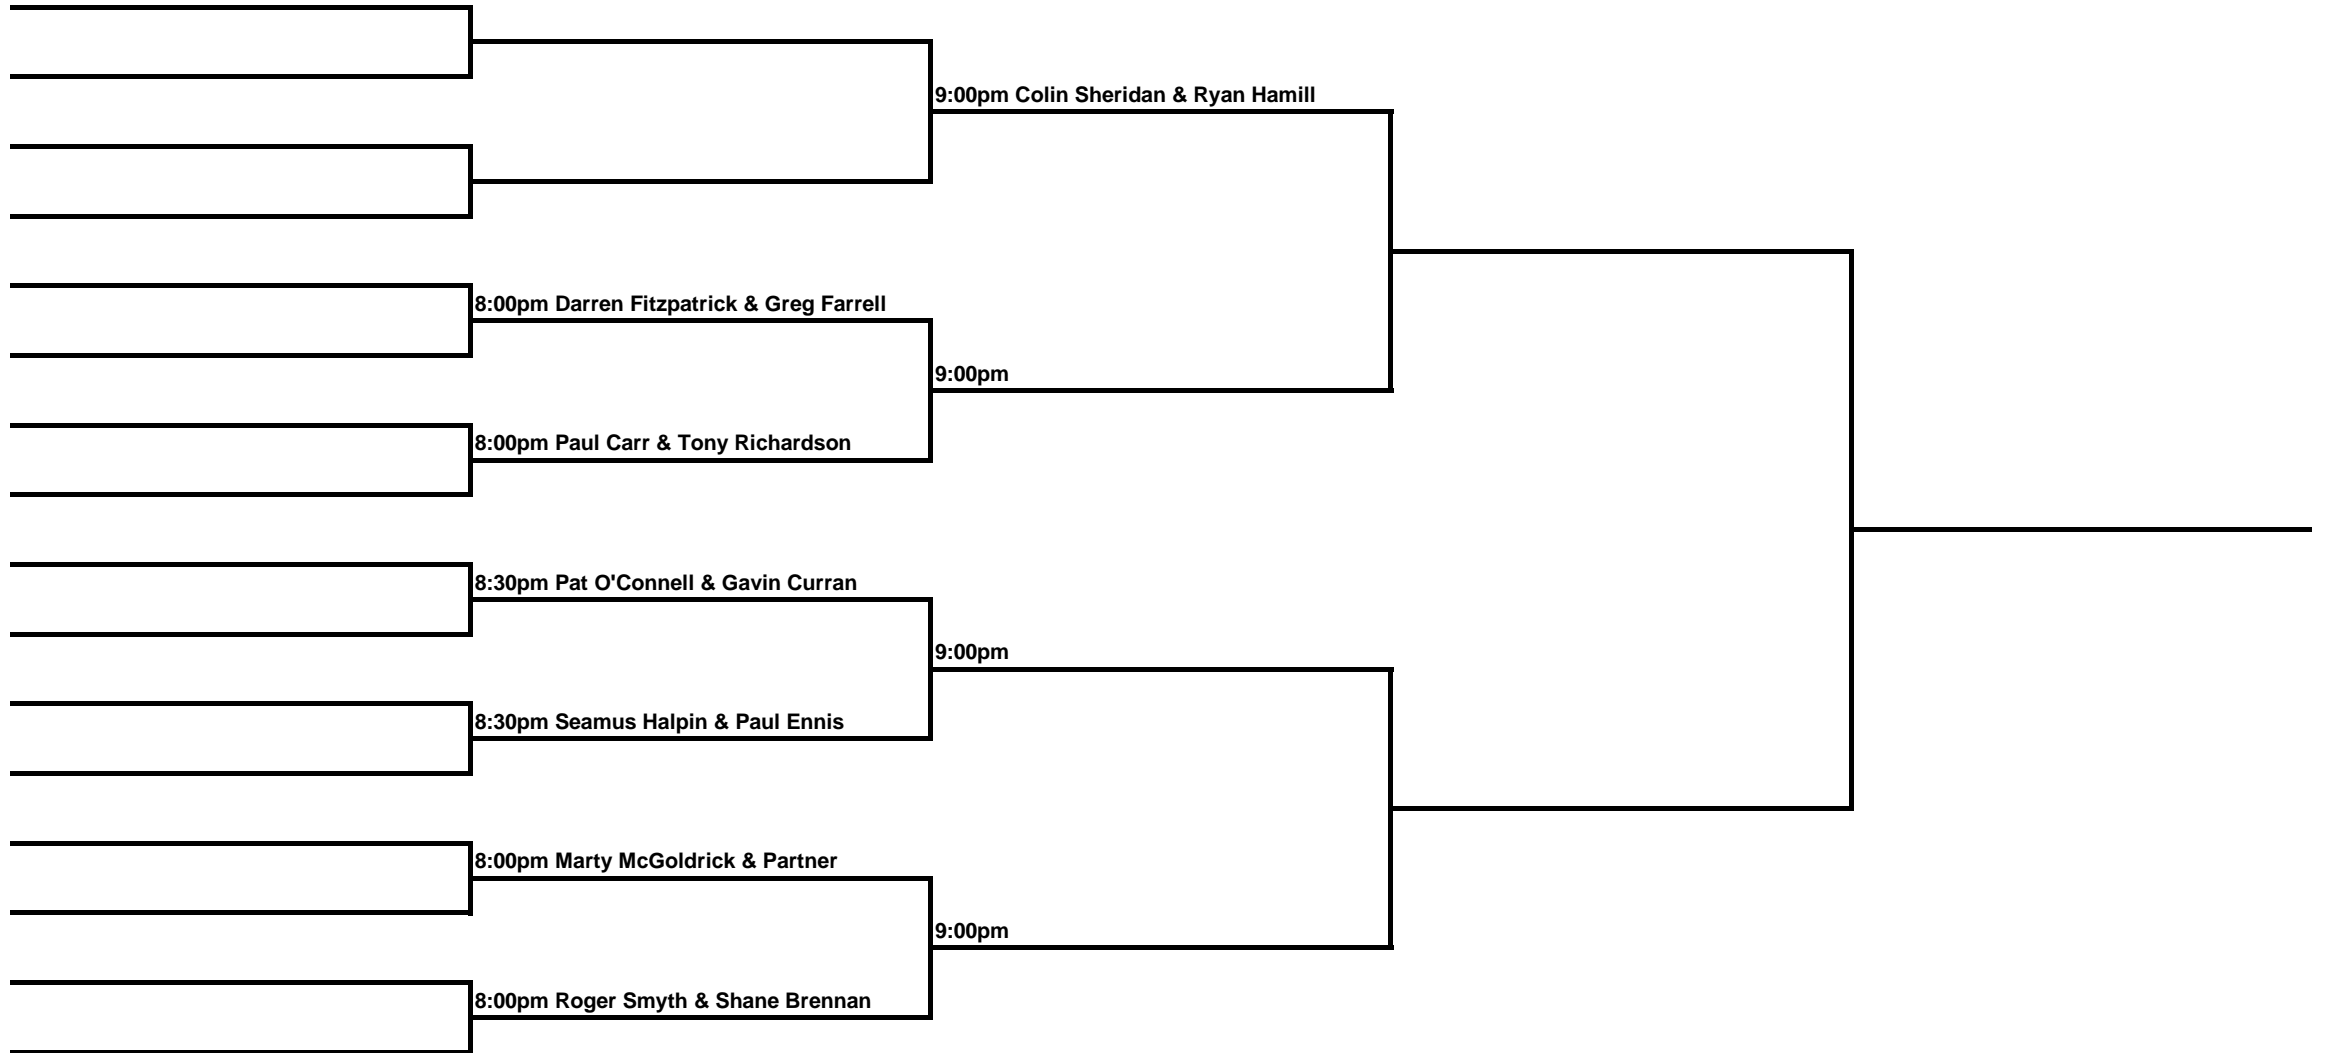 9:00pm Colin Sheridan & Ryan Hamill
8:00pm Darren Fitzpatrick & Greg Farrell
9:00pm
8:00pm Paul Carr & Tony Richardson
8:30pm Pat O'Connell & Gavin Curran
9:00pm
8:30pm Seamus Halpin & Paul Ennis
8:00pm Marty McGoldrick & Partner
9:00pm
8:00pm Roger Smyth & Shane Brennan